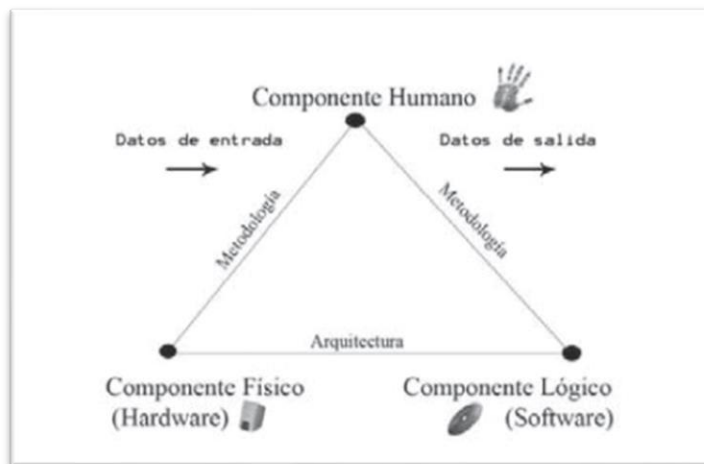 Componente Humano
Datos de entrada
Datos de salida
Metodología
Metodología
Arquitectura
Componente Físico
(Hardware)
Componente Lógico
(Software)